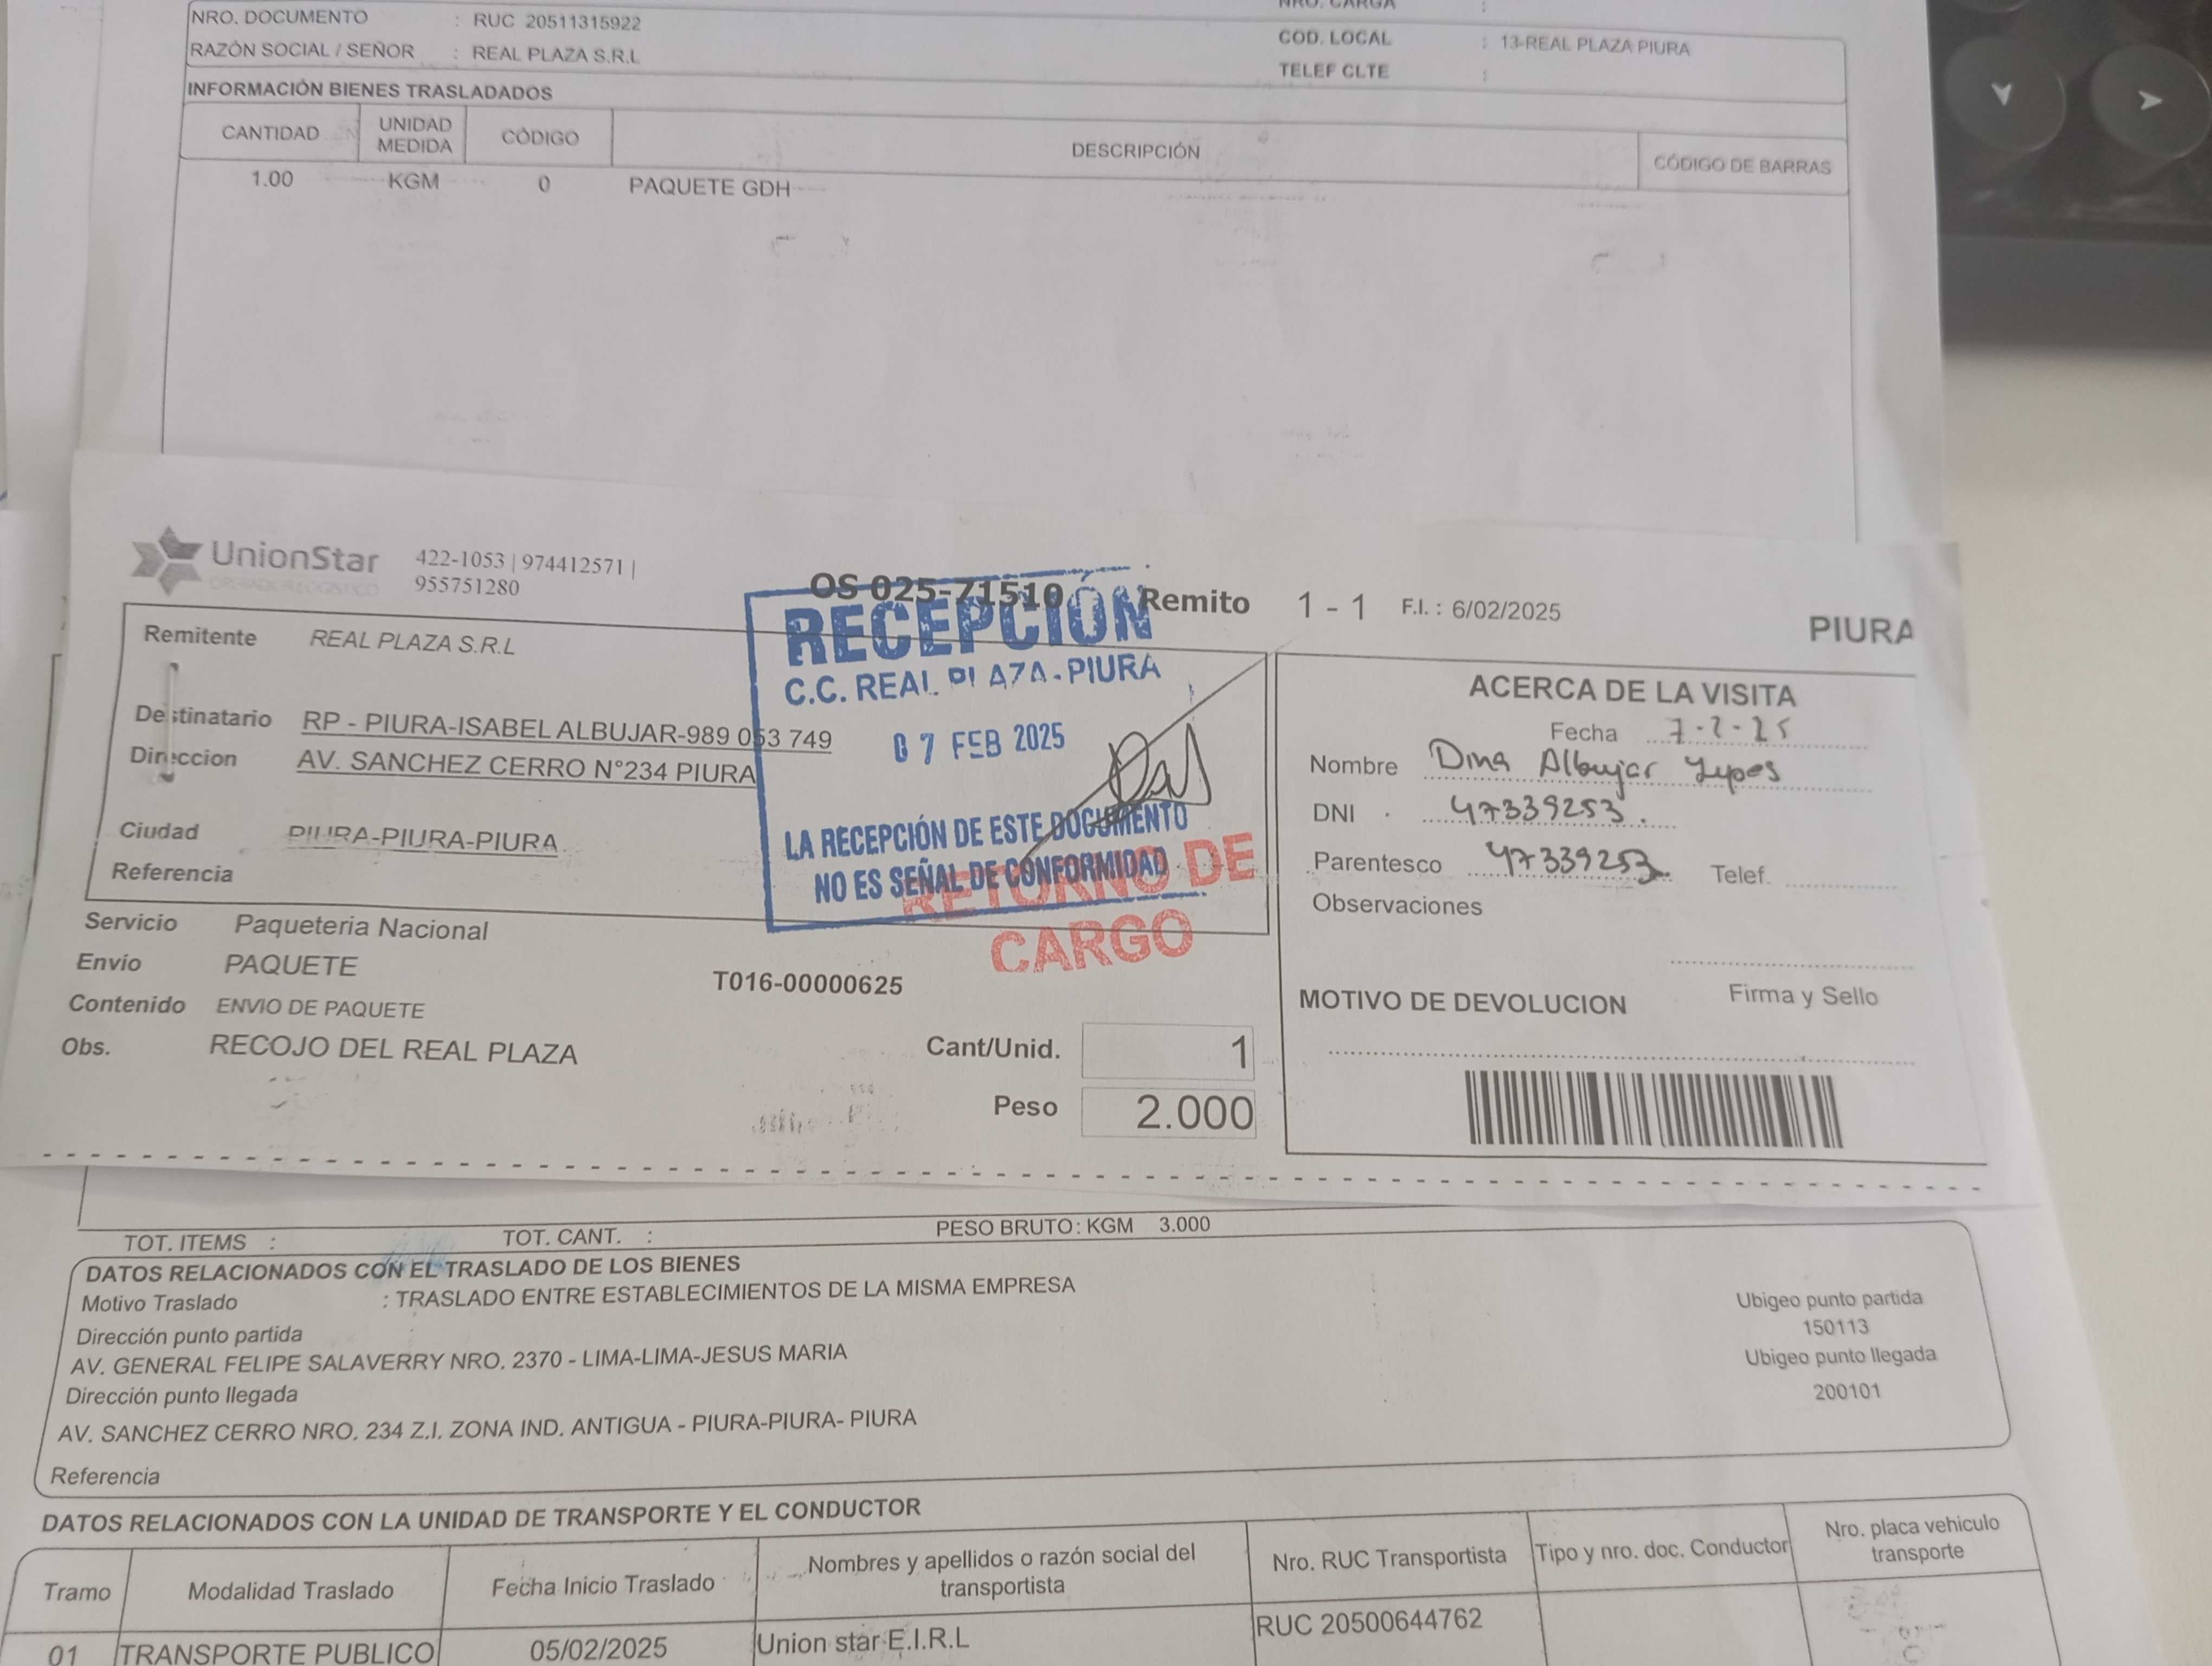 NRO. CARGA :
NRO. DOCUMENTO : RUC 20511315922
COD. LOCAL : 13-REAL PLAZA PIURA
RAZÓN SOCIAL / SEÑOR : REAL PLAZA S.R.L
TELEF CLTE :
INFORMACIÓN BIENES TRASLADADOS
CANTIDAD UNIDAD MEDIDA CÓDIGO DESCRIPCIÓN CÓDIGO DE BARRAS
1.00 KGM 0 PAQUETE GDH
UnionStar 422-1053 | 974412571 |
955751280
OPERADOR LOGISTICO
OS 025-71510 Remito 1 - 1 F.I. : 6/02/2025 PIURA
Remitente REAL PLAZA S.R.L
Destinatario RP - PIURA-ISABEL ALBUJAR-989 053 749
Direccion AV. SANCHEZ CERRO N°234 PIURA
Ciudad PIURA-PIURA-PIURA
Referencia
RECEPCIÓN
C.C. REAL PLAZA - PIURA
07 FEB 2025
LA RECEPCIÓN DE ESTE DOCUMENTO
NO ES SEÑAL DE CONFORMIDAD
RETORNO DE
CARGO
ACERCA DE LA VISITA
Fecha 7-2-25
Nombre Dina Albujar Yepes
DNI 47339253.
Parentesco 47339253 Telef.
Observaciones
Firma y Sello
MOTIVO DE DEVOLUCION
Servicio Paqueteria Nacional
Envío PAQUETE
T016-00000625
Contenido ENVIO DE PAQUETE
Obs. RECOJO DEL REAL PLAZA
Cant/Unid. 1
Peso 2.000
TOT. ITEMS : TOT. CANT. : PESO BRUTO: KGM 3.000
DATOS RELACIONADOS CON EL TRASLADO DE LOS BIENES
Motivo Traslado : TRASLADO ENTRE ESTABLECIMIENTOS DE LA MISMA EMPRESA
Dirección punto partida
AV. GENERAL FELIPE SALAVERRY NRO. 2370 - LIMA-LIMA-JESUS MARIA
Dirección punto llegada
AV. SANCHEZ CERRO NRO. 234 Z.I. ZONA IND. ANTIGUA - PIURA-PIURA- PIURA
Referencia
Ubigeo punto partida
150113
Ubigeo punto llegada
200101
DATOS RELACIONADOS CON LA UNIDAD DE TRANSPORTE Y EL CONDUCTOR
Tramo Modalidad Traslado Fecha Inicio Traslado Nombres y apellidos o razón social del transportista Nro. RUC Transportista Tipo y nro. doc. Conductor Nro. placa vehiculo transporte
01 TRANSPORTE PUBLICO 05/02/2025 Union star E.I.R.L RUC 20500644762